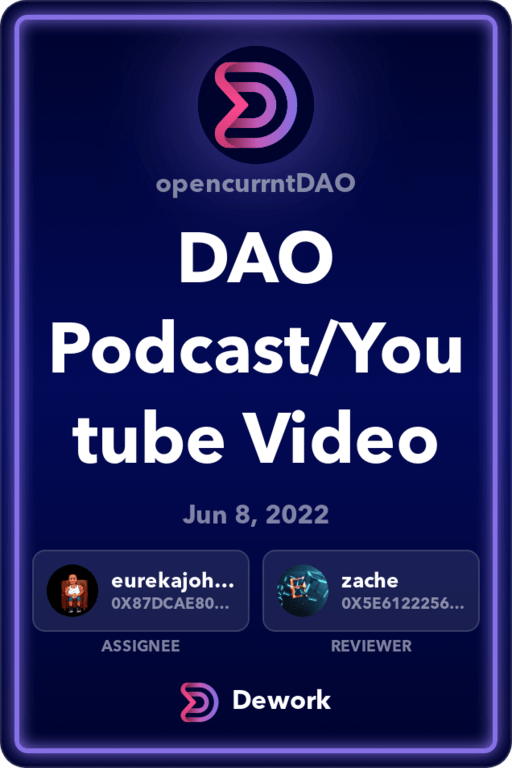 opencurrntDAO
DAO
Podcast/You
tube Video
Jun 8, 2022
eurekajoh...
0X87DCAE80...
zache
0X5E6122256...
ASSIGNEE
REVIEWER
Dework